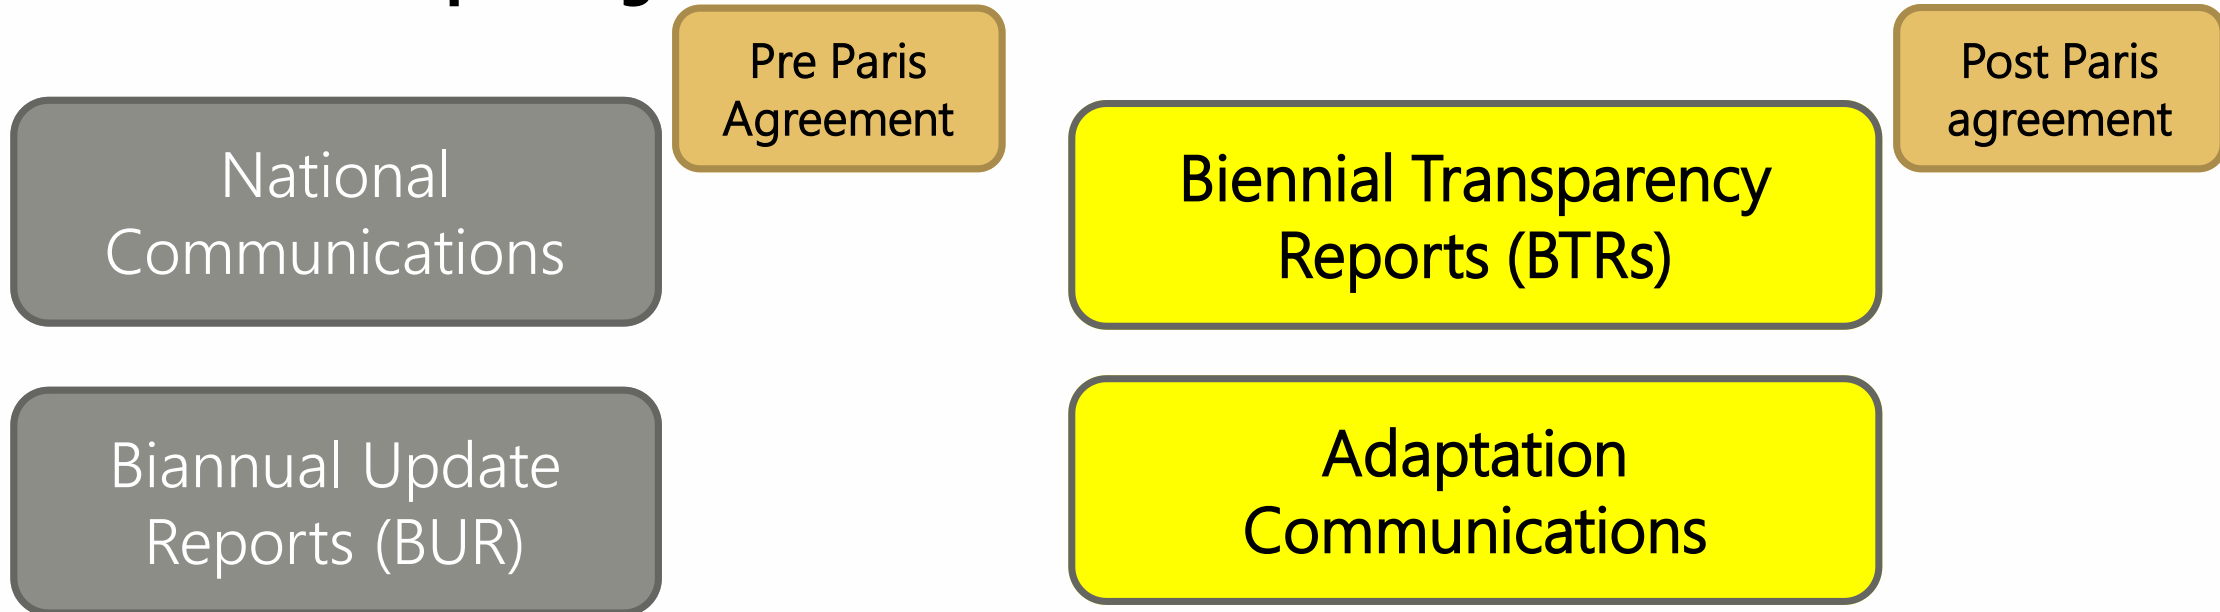 Pre Paris
Agreement
National
Communications
Biannual Update
Reports (BUR)
Post Paris
agreement
Biennial Transparency
Reports (BTRs)
Adaptation
Communications